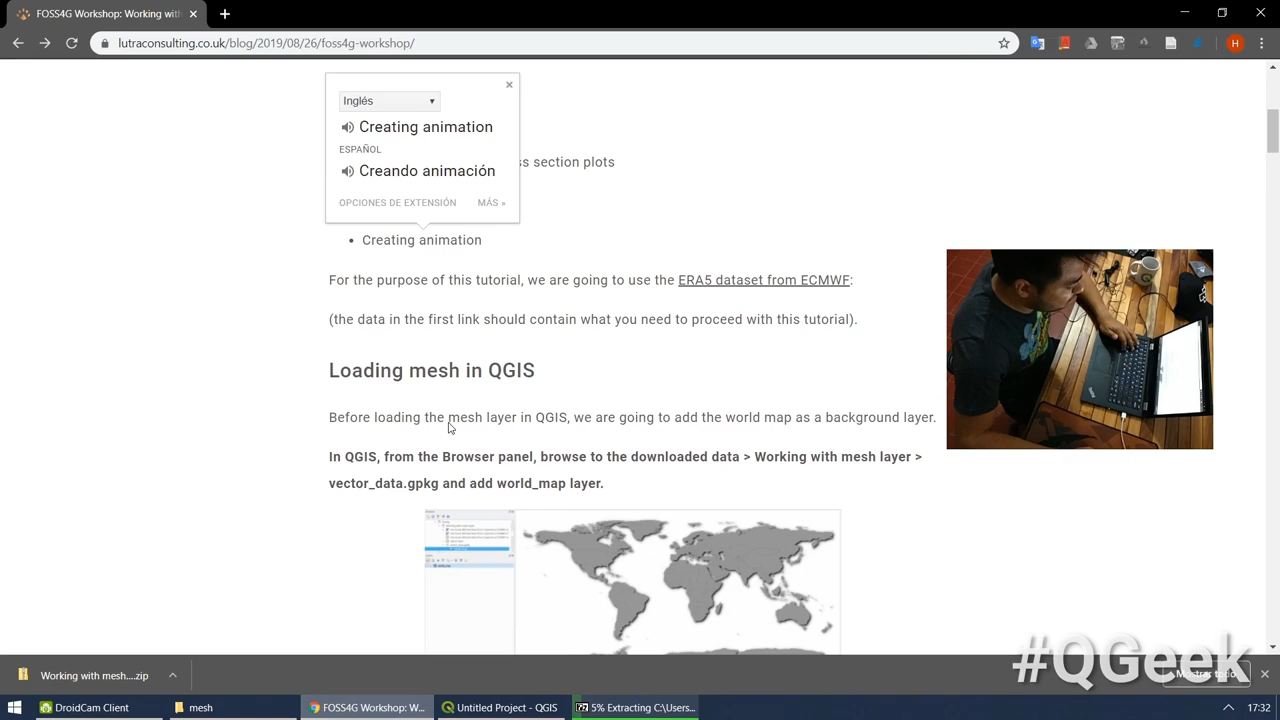 FOSS4G Workshop: Working with
lutraconsulting.co.uk/blog/2019/08/26/foss4g-workshop/
H
Inglés
Creating animation
ESPAÑOL
Creando animación
OPCIONES DE EXTENSIÓN MÁS »
ss section plots
• Creating animation
For the purpose of this tutorial, we are going to use the ERA5 dataset from ECMWF:
(the data in the first link should contain what you need to proceed with this tutorial).
Loading mesh in QGIS
Before loading the mesh layer in QGIS, we are going to add the world map as a background layer.
In QGIS, from the Browser panel, browse to the downloaded data > Working with mesh layer >
vector_data.gpkg and add world_map layer.
#QGeek
Working with mesh....zip
Mostrar todo
DroidCam Client
mesh
FOSS4G Workshop: W...
Untitled Project - QGIS
5% Extracting C:\Users...
17:32